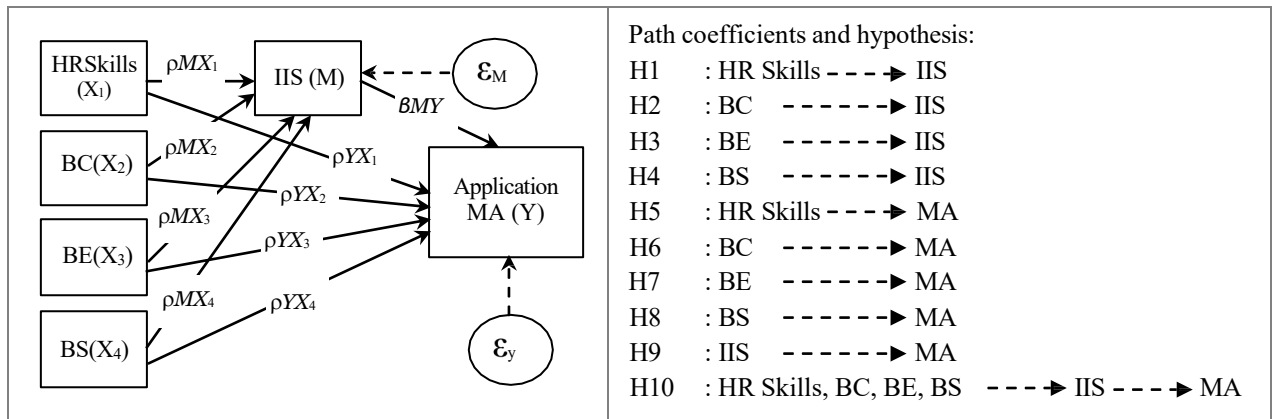 HRSkills
(X1)
ρMX1
IIS (M)
εM
βMY
BC(X2)
ρMX2
ρYX1
Application
MA (Y)
ρYX2
ρMX3
BE(X3)
ρYX3
ρMX4
ρYX4
BS(X4)
εy
Path coefficients and hypothesis:
H1 : HR Skills IIS
H2 : BC IIS
H3 : BE IIS
H4 : BS IIS
H5 : HR Skills MA
H6 : BC MA
H7 : BE MA
H8 : BS MA
H9 : IIS MA
H10 : HR Skills, BC, BE, BS IIS MA